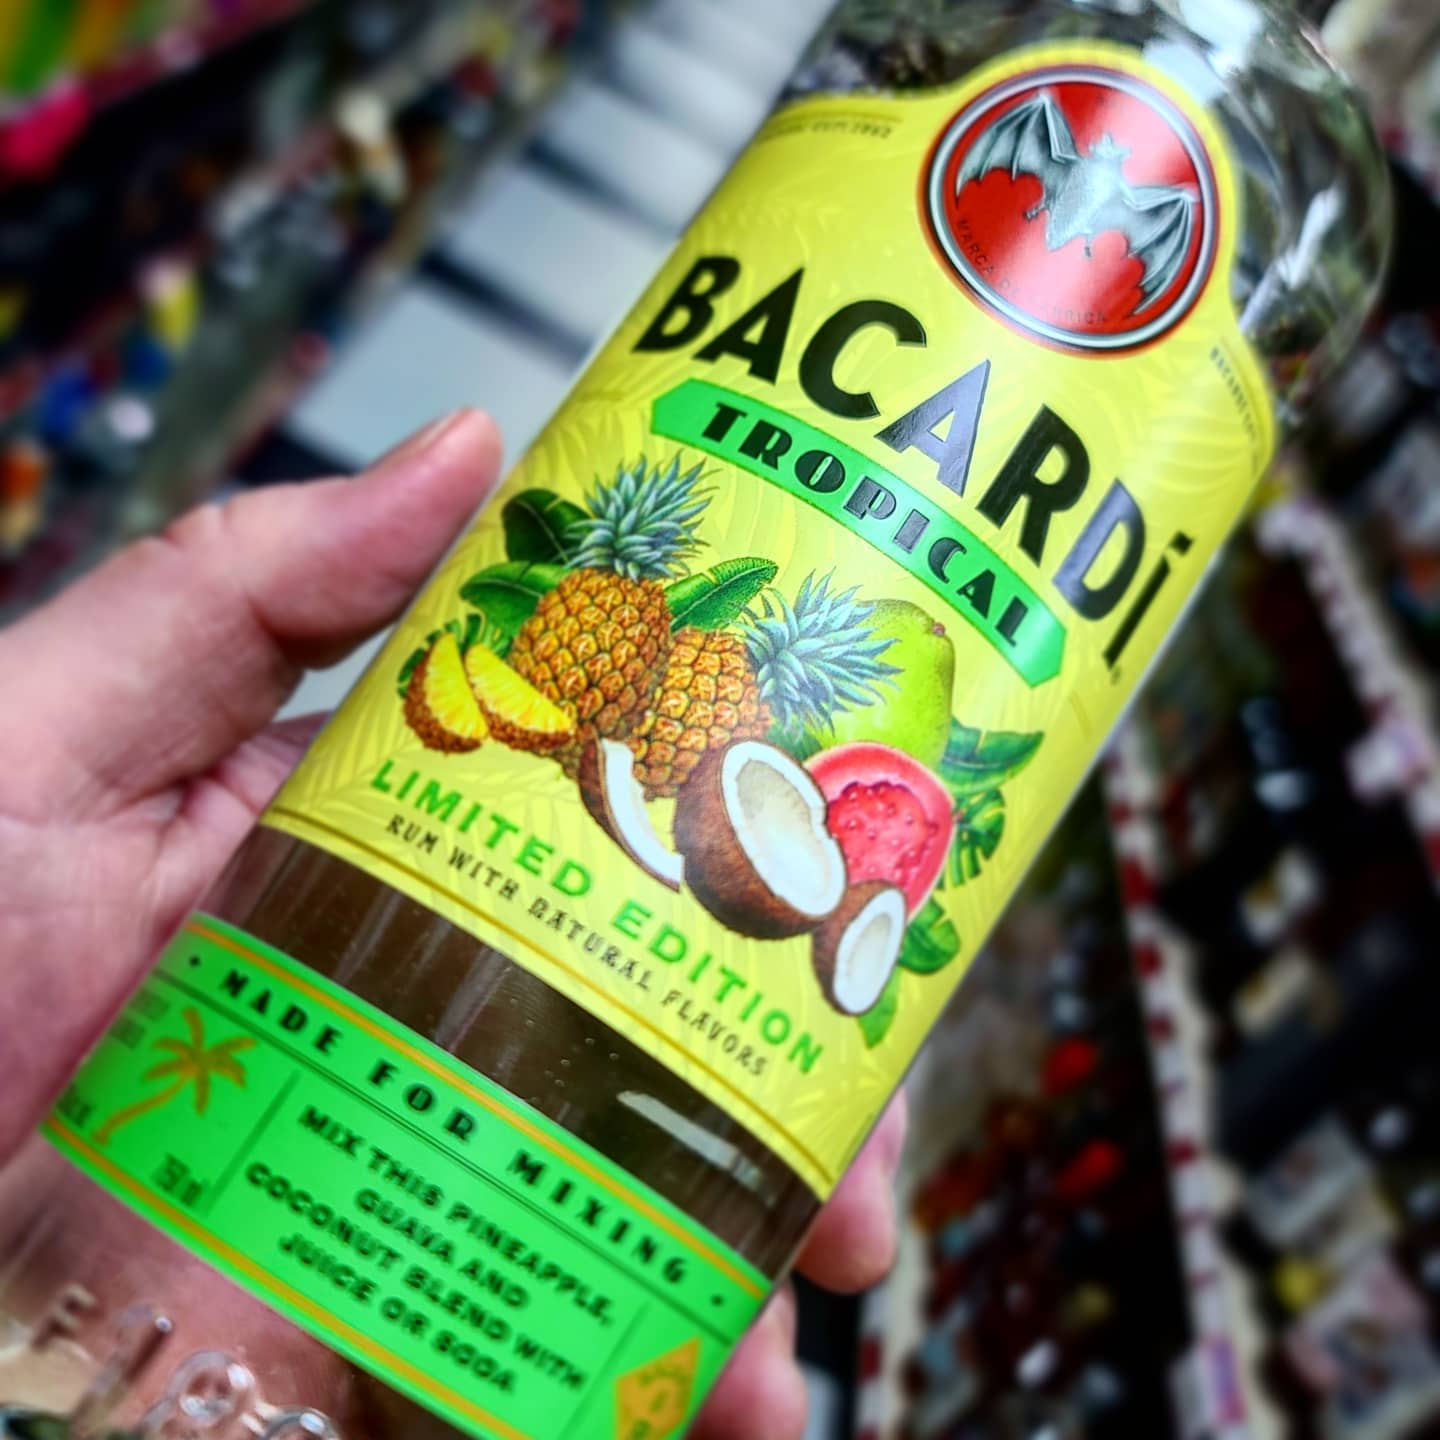 BACARDÍ
TROPICAL
LIMITED EDITION
RUM WITH NATURAL FLAVORS
• MADE FOR MIXING •
MIX THIS PINEAPPLE,
GUAVA AND
COCONUT BLEND WITH
JUICE OR SODA